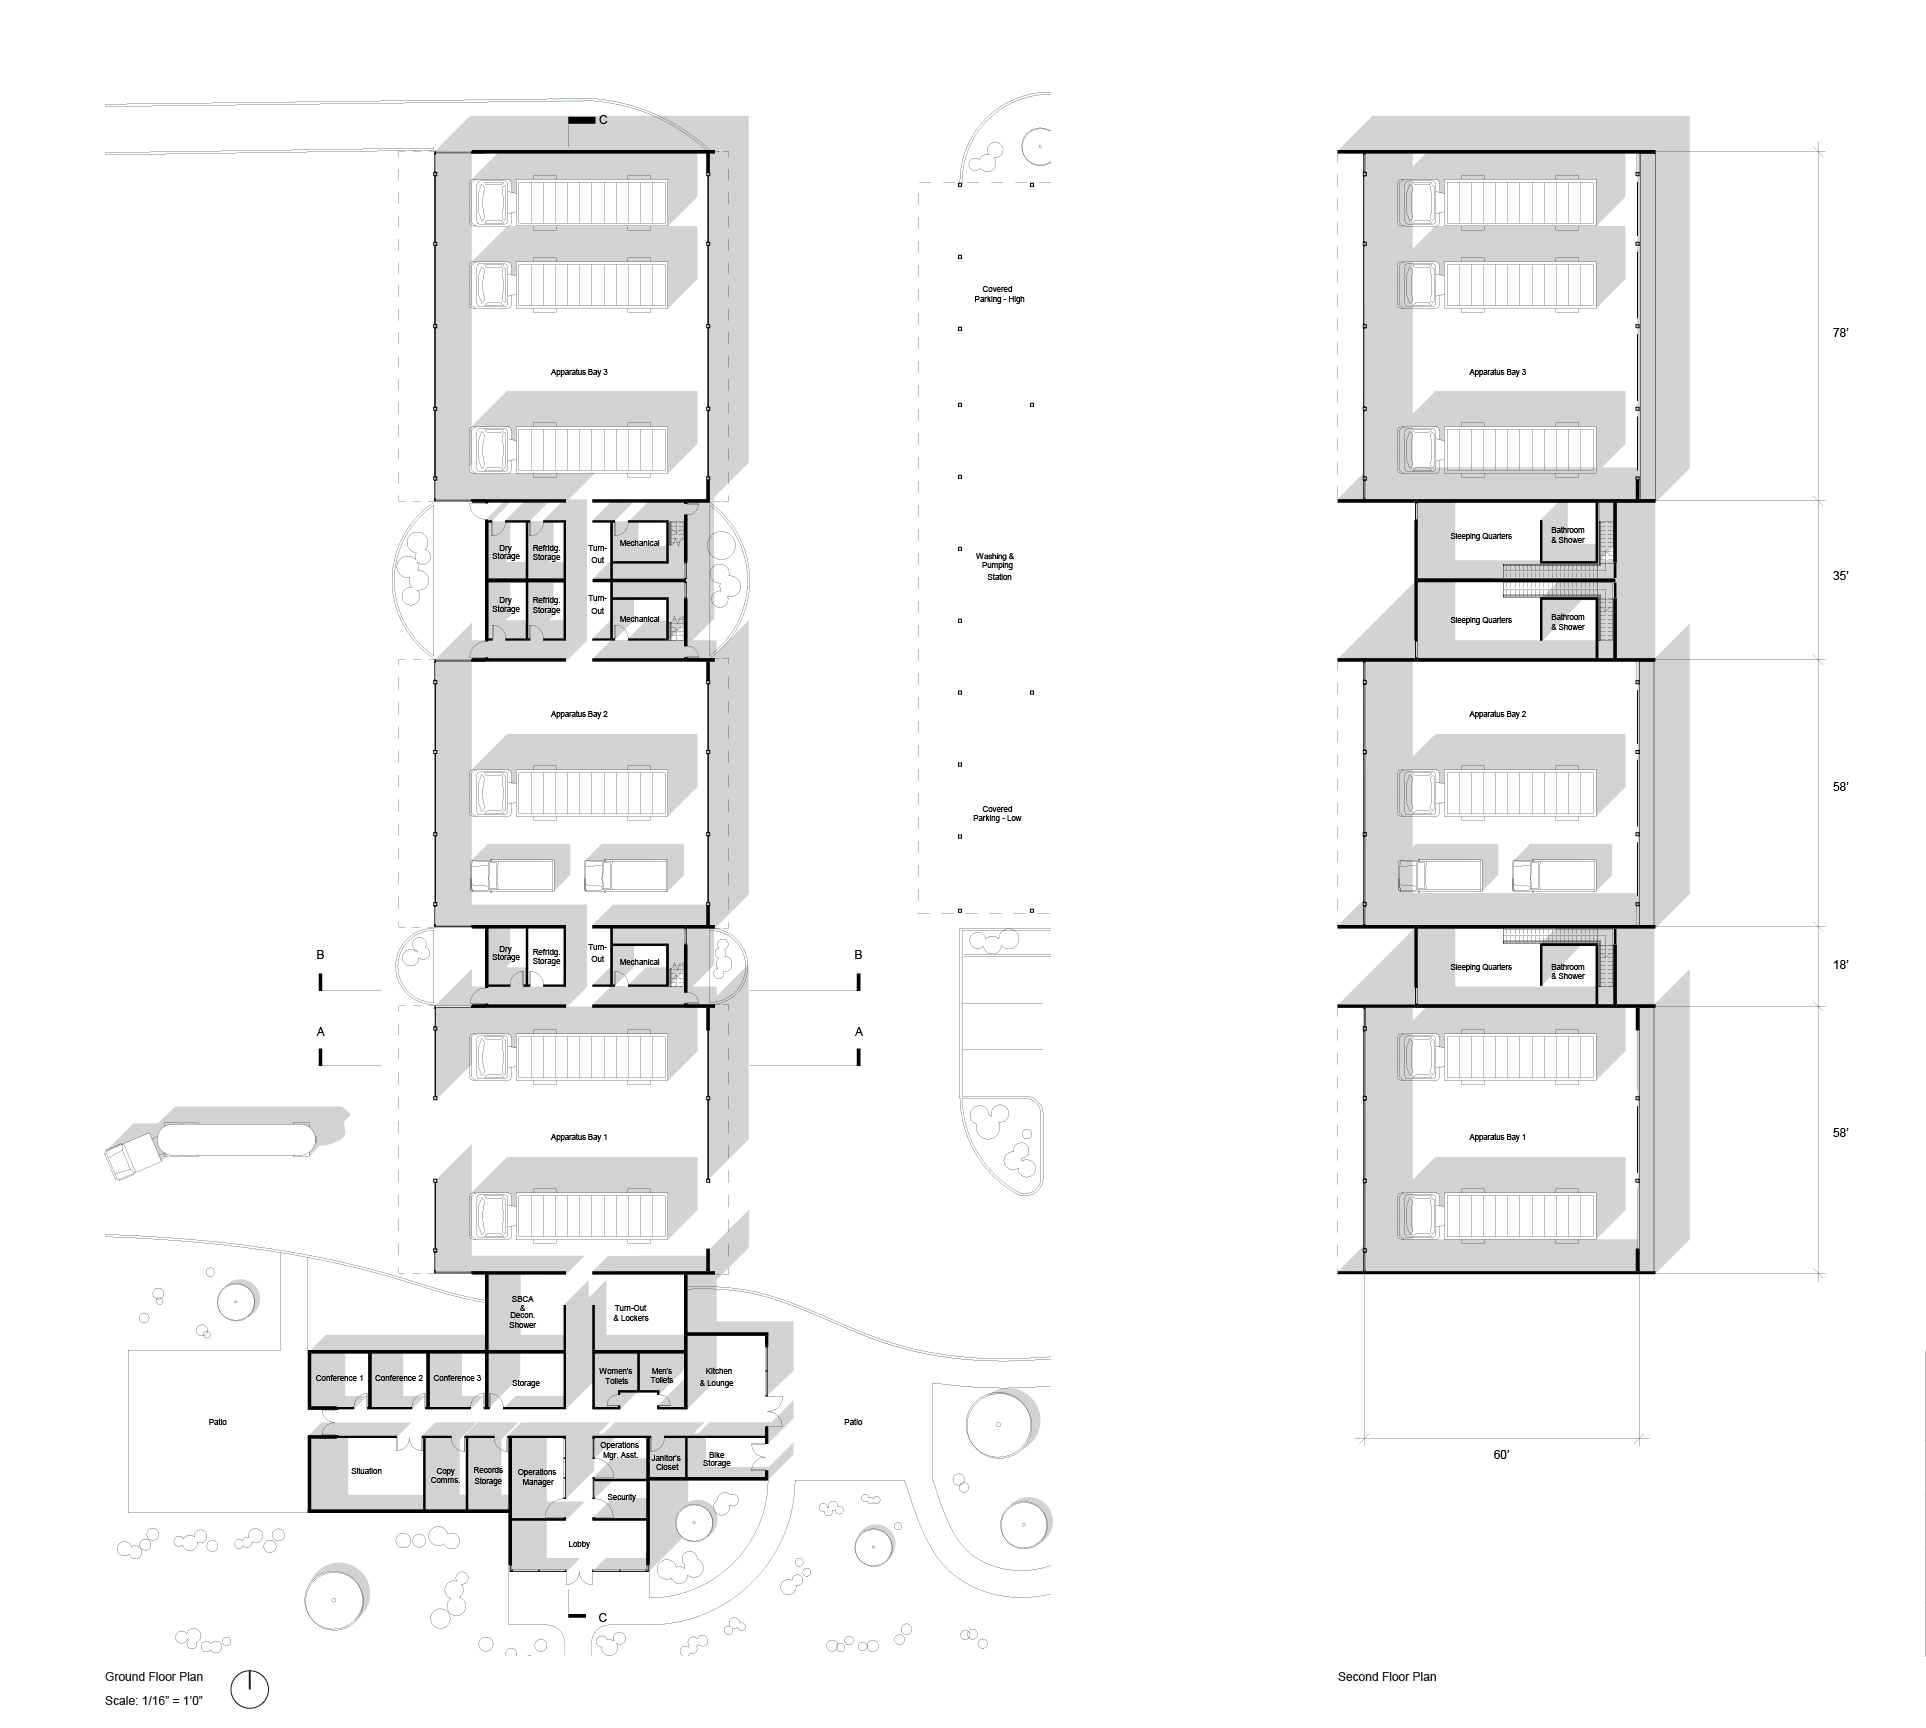 C
Apparatus Bay 3
Dry
Storage
Refridg.
Storage
Turn-
Out
Mechanical
Dry
Storage
Refridg.
Storage
Turn-
Out
Mechanical
Apparatus Bay 2
Dry
Storage
Refridg.
Storage
Turn-
Out
Mechanical
B
B
A
A
Apparatus Bay 1
SBCA
&
Decon.
Shower
Turn-Out
& Lockers
Conference 1
Conference 2
Conference 3
Storage
Women's
Toilets
Men's
Toilets
Kitchen
& Lounge
Patio
Patio
Situation
Copy
Comms.
Records
Storage
Operations
Manager
Operations
Mgr. Asst.
Janitor's
Closet
Bike
Storage
Security
Lobby
C
Covered
Parking - High
Washing &
Pumping
Station
Covered
Parking - Low
Ground Floor Plan
Scale: 1/16” = 1’0”
Apparatus Bay 3
Sleeping Quarters
Bathroom
& Shower
Sleeping Quarters
Bathroom
& Shower
Apparatus Bay 2
Sleeping Quarters
Bathroom
& Shower
Apparatus Bay 1
78’
35’
58’
18’
58’
60’
Second Floor Plan